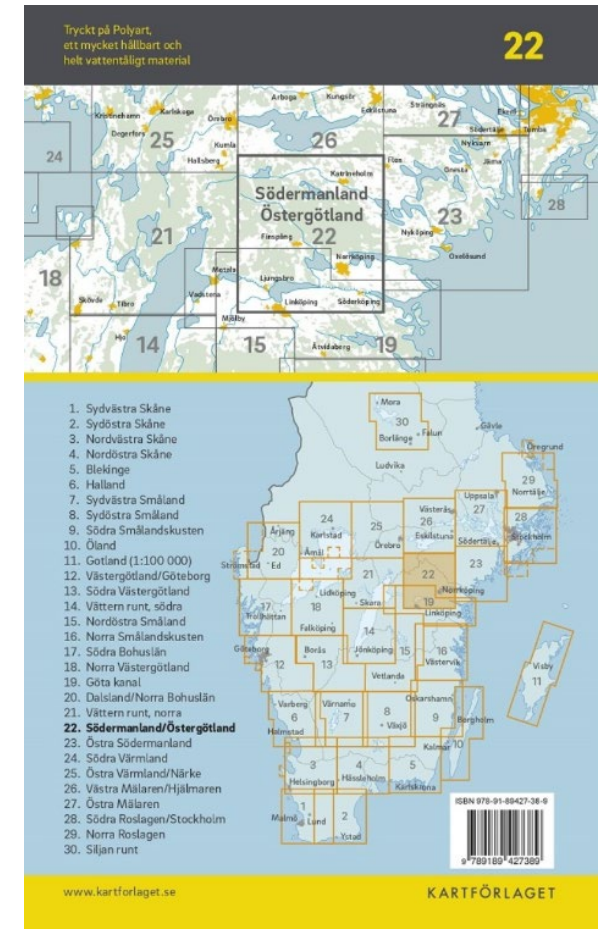 Tryckt på Polyart,
ett mycket hållbart och
helt vattentåligt material
22
Arboga
Kungsör
Eskilstuna
Strängnäs
Kristinehamn
Karlskoga
Örebro
27
Ekerö
Degerfors
25
Kumla
26
Södertälje
Tumba
24
Hallsberg
Nykvarn
Katrineholm
Flen
Gnesta
Järna
Södermanland
28
Östergötland
21
Finspång
22
Nyköping
23
Norrköping
Oxelösund
18
Motala
Ljungsbro
Skövde
Tibro
Vadstena
Linköping
Söderköping
Mjölby
Hjo
14
15
Åtvidaberg
19
1. Sydvästra Skåne
2. Sydöstra Skåne
3. Nordvästra Skåne
4. Nordöstra Skåne
5. Blekinge
6. Halland
7. Sydvästra Småland
8. Sydöstra Småland
9. Södra Smålandskusten
10. Öland
11. Gotland (1:100 000)
12. Västergötland/Göteborg
13. Södra Västergötland
14. Vättern runt, södra
15. Nordöstra Småland
16. Norra Smålandskusten
17. Södra Bohuslän
18. Norra Västergötland
19. Göta kanal
20. Dalsland/Norra Bohuslän
21. Vättern runt, norra
22. Södermanland/Östergötland
23. Östra Södermanland
24. Södra Värmland
25. Östra Värmland/Närke
26. Västra Mälaren/Hjälmaren
27. Östra Mälaren
28. Södra Roslagen/Stockholm
29. Norra Roslagen
30. Siljan runt
Mora
30
Borlänge
Falun
Gävle
Öregrund
Ludvika
29
Uppsala
Norrtälje
24
Västerås
27
Årjäng
Karlstad
25
26
28
Örebro
Eskilstuna
Södertälje
Stockholm
20
Åmål
Strömstad
Ed
21
22
23
Lidköping
Norrköping
17
18
Skara
19
Trollhättan
Linköping
Falköping
14
Göteborg
Borås
Jönköping
15
16
12
13
Västervik
Visby
11
Vetlanda
Varberg
Värnamo
Oskarshamn
6
7
8
9
Borgholm
Växjö
Halmstad
Kalmar
10
3
4
5
Helsingborg
Hässleholm
Karlskrona
1
2
Malmö
Lund
Ystad
ISBN 978-91-89427-38-9
9 789189 427389
www.kartforlaget.se
KARTFÖRLAGET